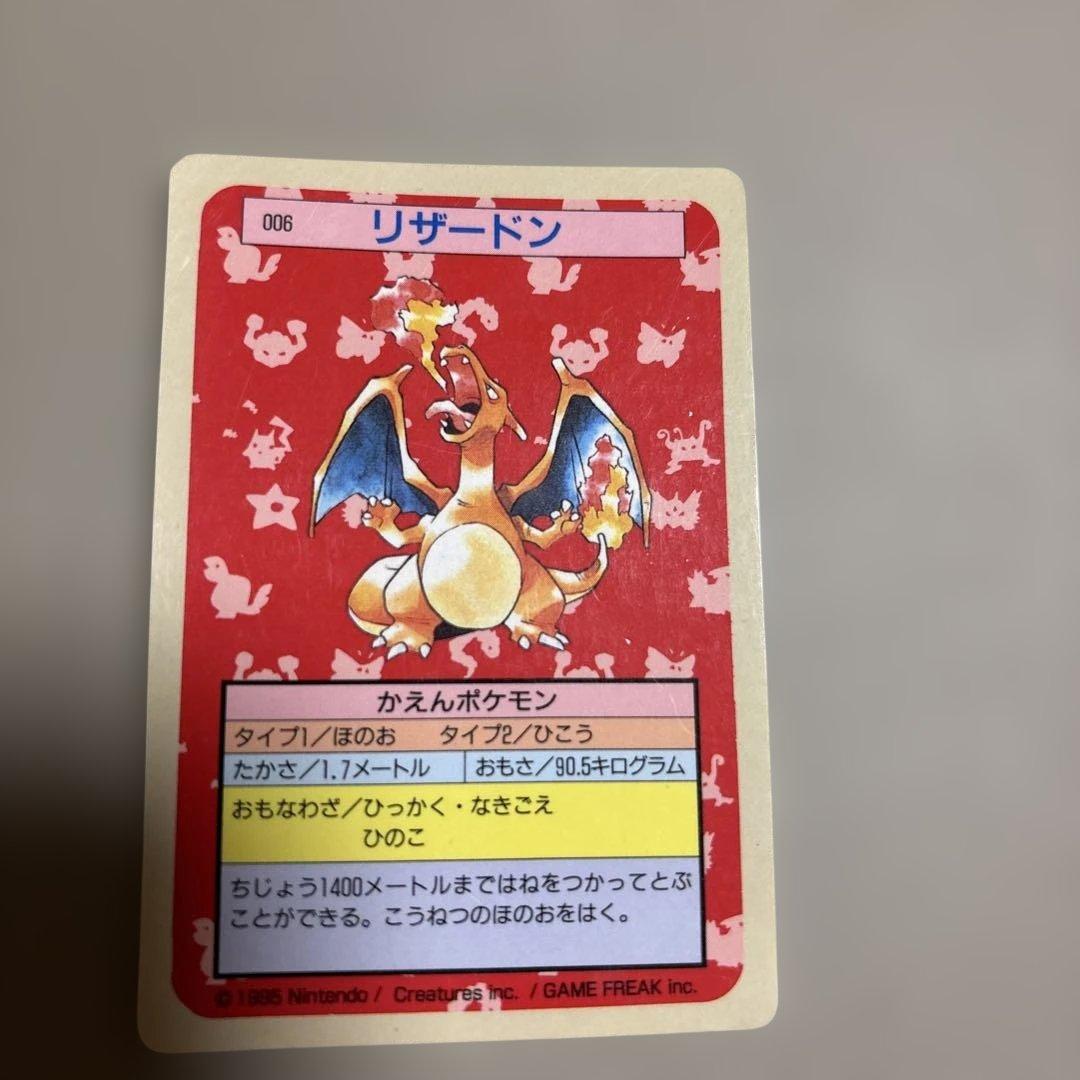 006 リザードン
かえんポケモン
タイプ1/ほのお タイプ2/ひこう
たかさ/1.7メートル おもさ/90.5キログラム
おもなわざ/ひっかく・なきごえ
ひのこ
ちじょう1400メートルまではねをつかってとぶ
ことができる。こうねつのほのおをはく。
© 1995 Nintendo / Creatures inc. / GAME FREAK inc.